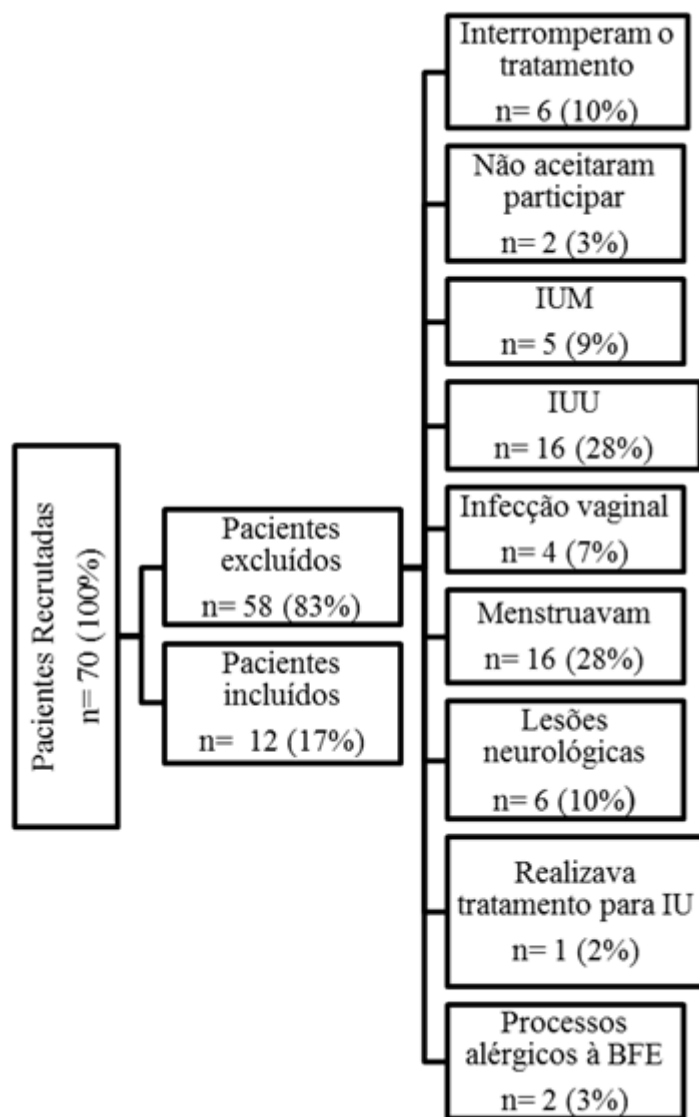 Pacientes Recrutadas
n= 70 (100%)
Pacientes
excluídos
n= 58 (83%)
Pacientes
incluídos
n= 12 (17%)
Interromperam o
tratamento
n= 6 (10%)
Não aceitaram
participar
n= 2 (3%)
IUM
n= 5 (9%)
IUU
n= 16 (28%)
Infecção vaginal
n= 4 (7%)
Menstruavam
n= 16 (28%)
Lesões
neurológicas
n= 6 (10%)
Realizava
tratamento para IU
n= 1 (2%)
Processos
alérgicos à BFE
n= 2 (3%)